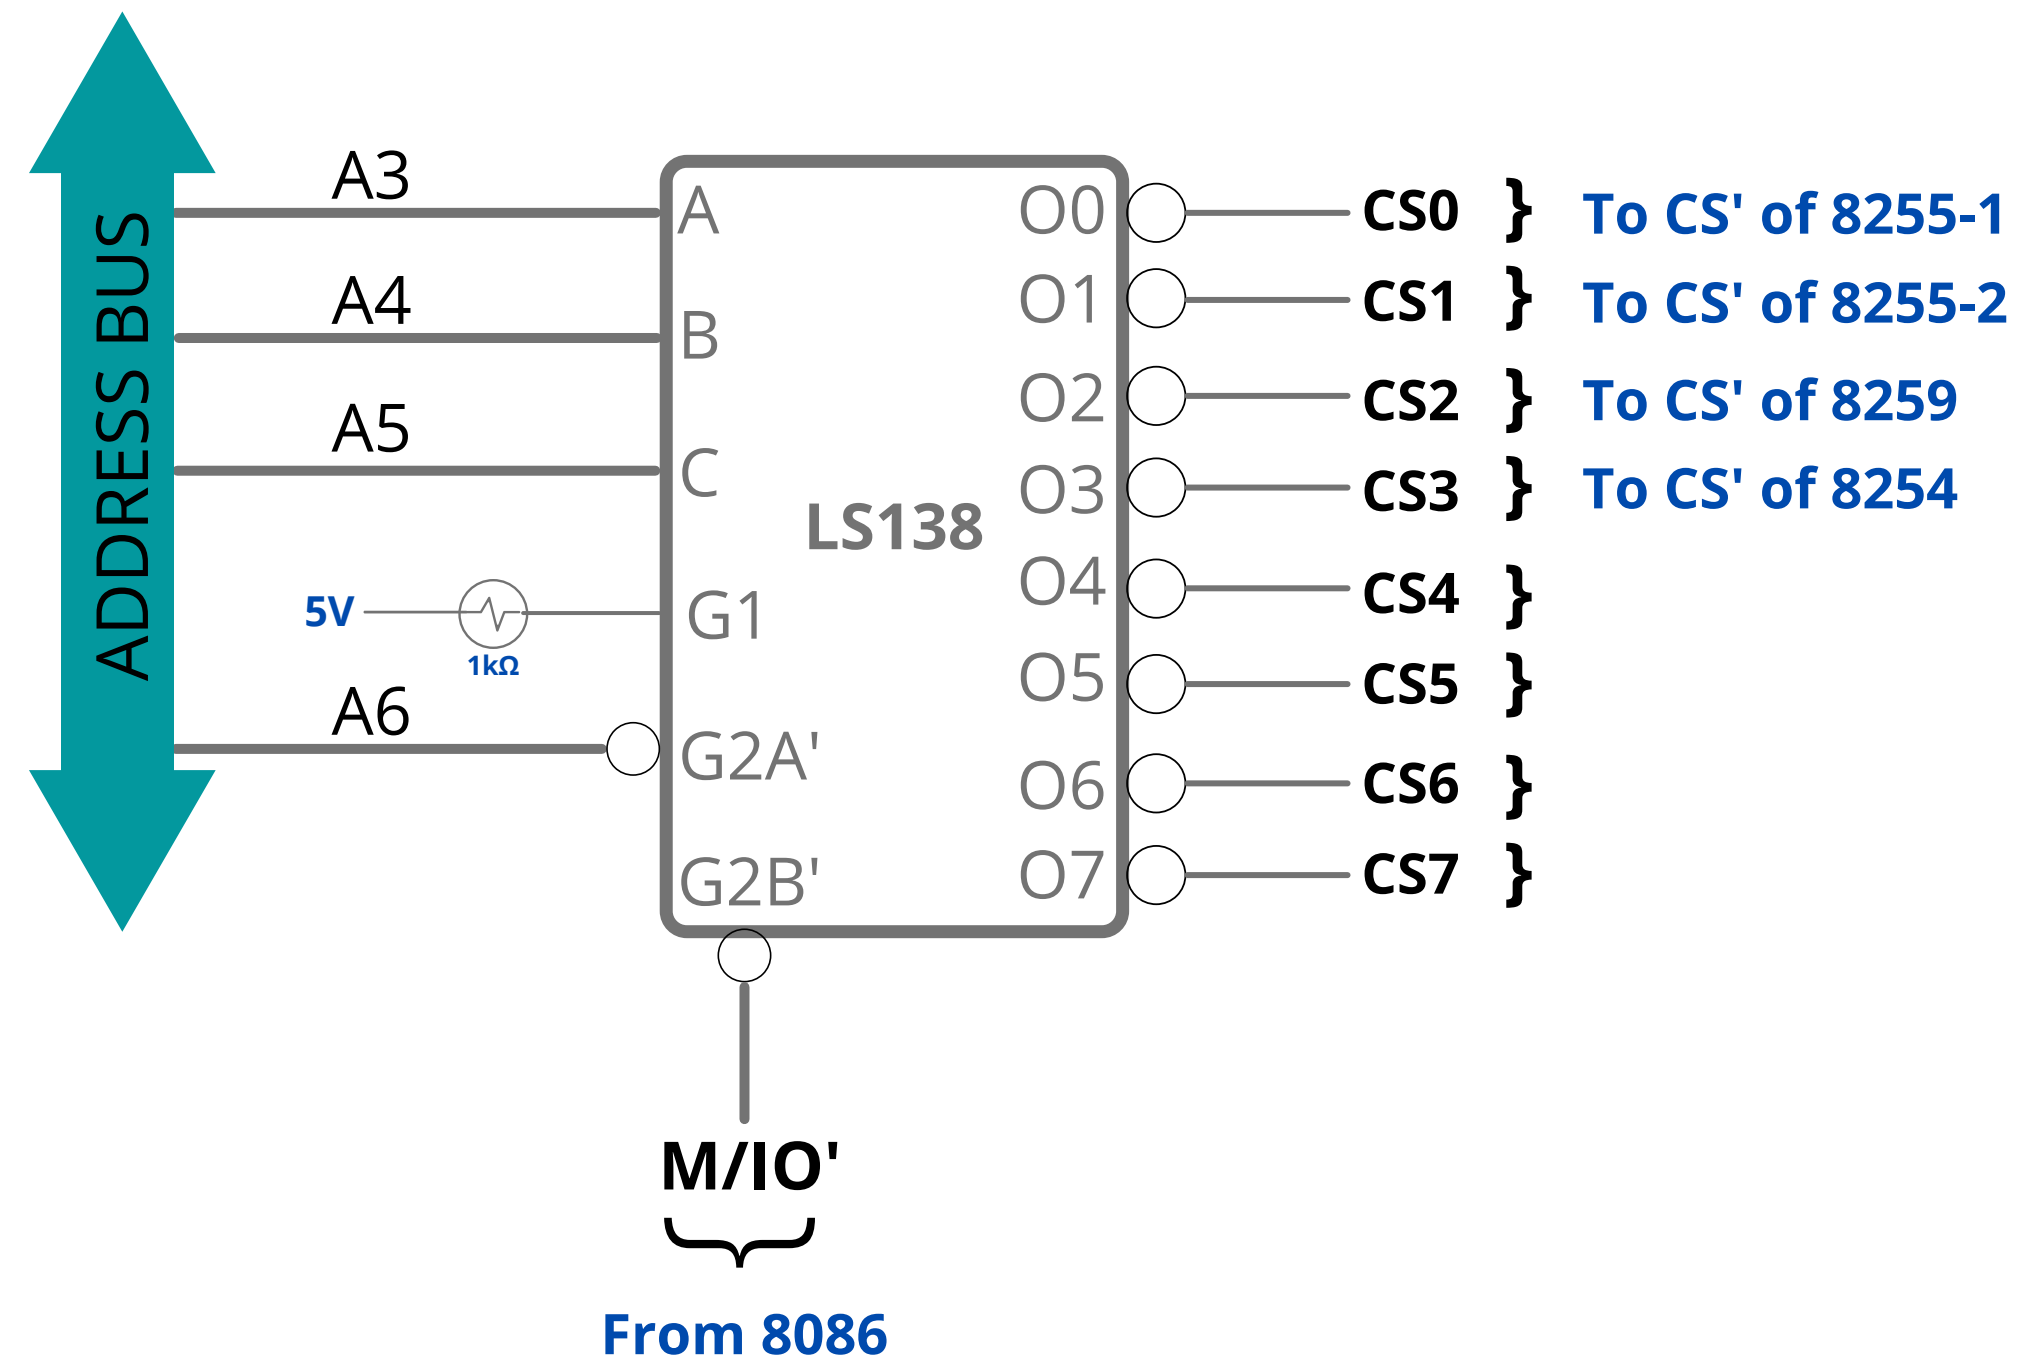 ADDRESS BUS
A3
A4
A5
5V
1kΩ
A6
A
B
C
G1
G2A'
G2B'
LS138
O0
O1
O2
O3
O4
O5
O6
O7
CS0 } To CS' of 8255-1
CS1 } To CS' of 8255-2
CS2 } To CS' of 8259
CS3 } To CS' of 8254
CS4 }
CS5 }
CS6 }
CS7 }
M/IO'
From 8086